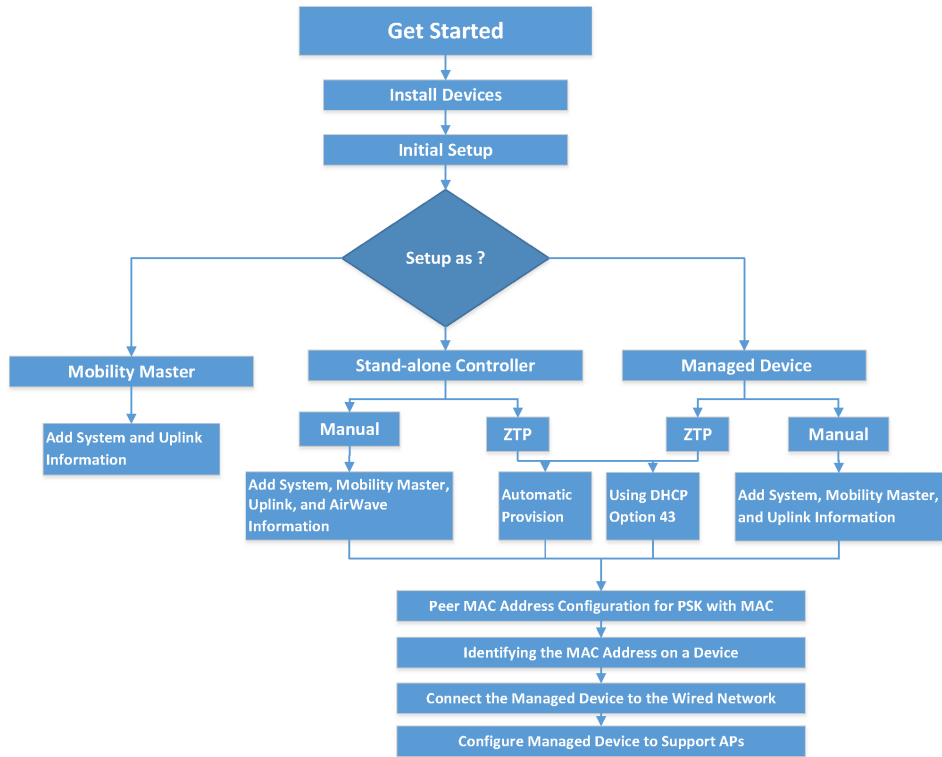 Get Started
Install Devices
Initial Setup
Setup as ?
Mobility Master
Stand-alone Controller
Managed Device
Add System and Uplink
Information
Manual
ZTP
ZTP
Manual
Add System, Mobility Master,
Uplink, and AirWave
Information
Automatic
Provision
Using DHCP
Option 43
Add System, Mobility Master,
and Uplink Information
Peer MAC Address Configuration for PSK with MAC
Identifying the MAC Address on a Device
Connect the Managed Device to the Wired Network
Configure Managed Device to Support APs